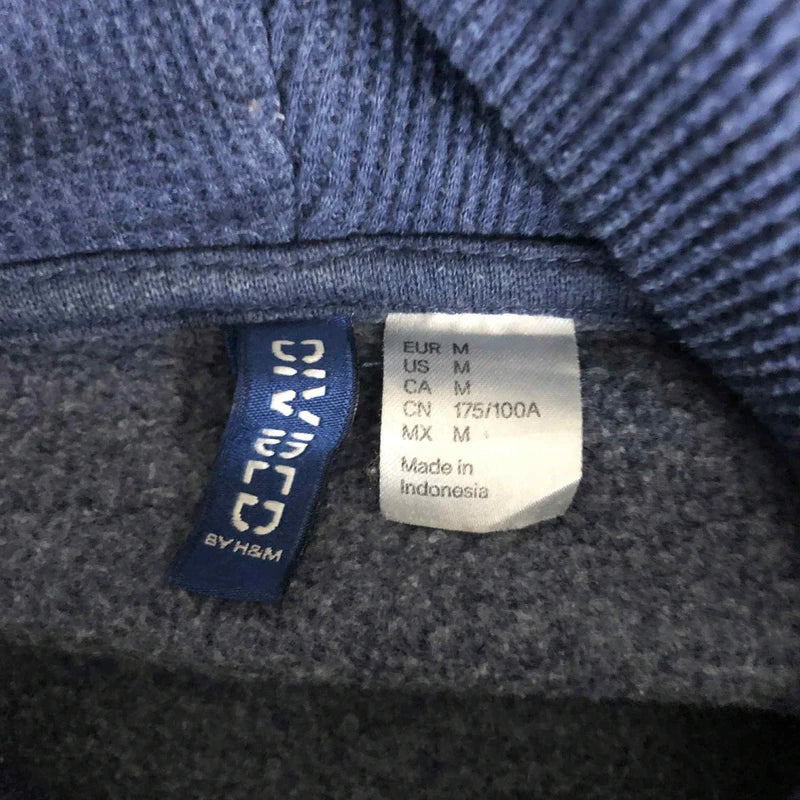 DIVIDED
BY H&M
EUR M
US M
CA M
CN 175/100A
MX M
Made in
Indonesia